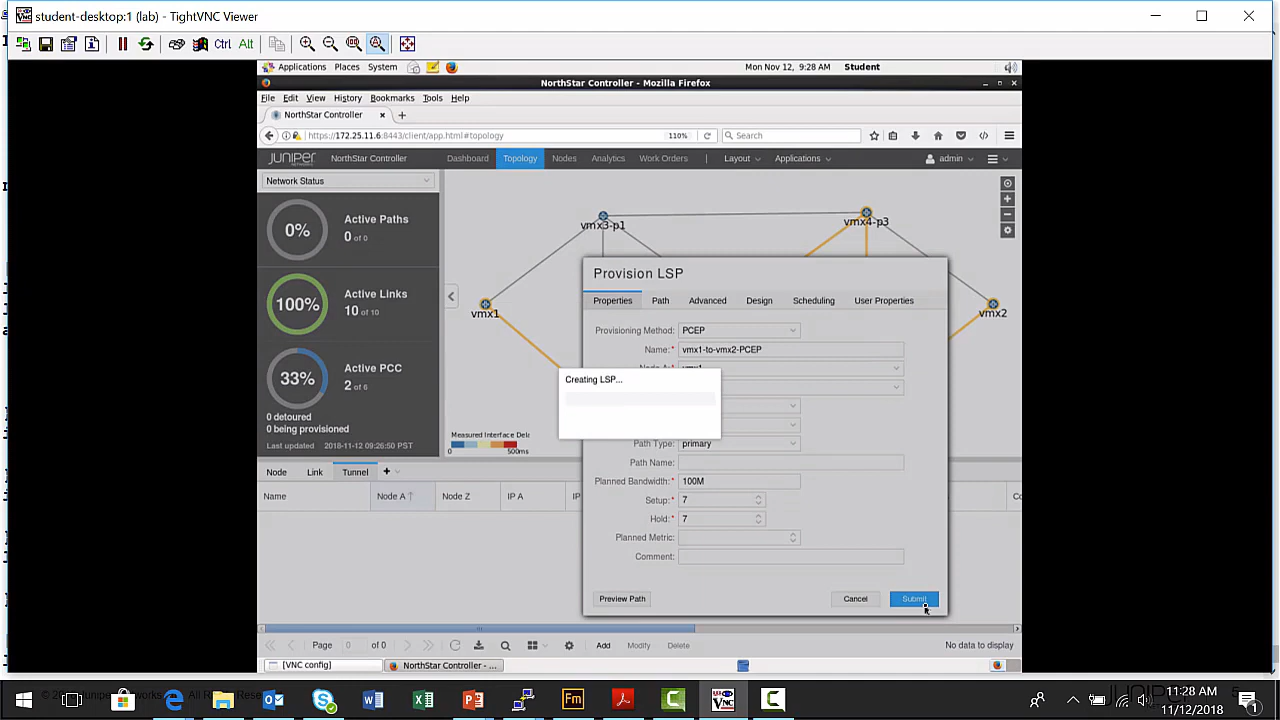 student-desktop:1 (lab) - TightVNC Viewer
Ctrl Alt
Applications Places System Mon Nov 12, 9:28 AM Student
NorthStar Controller - Mozilla Firefox
File Edit View History Bookmarks Tools Help
NorthStar Controller
https://172.25.11.6:8443/client/app.html#topology 110% Search
JUNIPER NorthStar Controller Dashboard Topology Nodes Analytics Work Orders Layout Applications admin
Network Status
0% Active Paths
0 of 0
100% Active Links
10 of 10
33% Active PCC
2 of 6
0 detoured
0 being provisioned
Last updated 2018-11-12 09:26:50 PST
vmx3-p1
vmx4-p3
vmx1
vmx2
Measured Interface Dela
0 500ms
Provision LSP
Properties Path Advanced Design Scheduling User Properties
Provisioning Method: PCEP
Name:* vmx1-to-vmx2-PCEP
Creating LSP...
Path Type: primary
Path Name:
Planned Bandwidth:* 100M
Setup:* 7
Hold:* 7
Planned Metric:
Comment:
Preview Path Cancel Submit
Node Link Tunnel +
Name Node A Node Z IP A IP
Page 0 of 0 Add Modify Delete No data to display
[VNC config] NorthStar Controller - ...
11:28 AM
11/12/2018